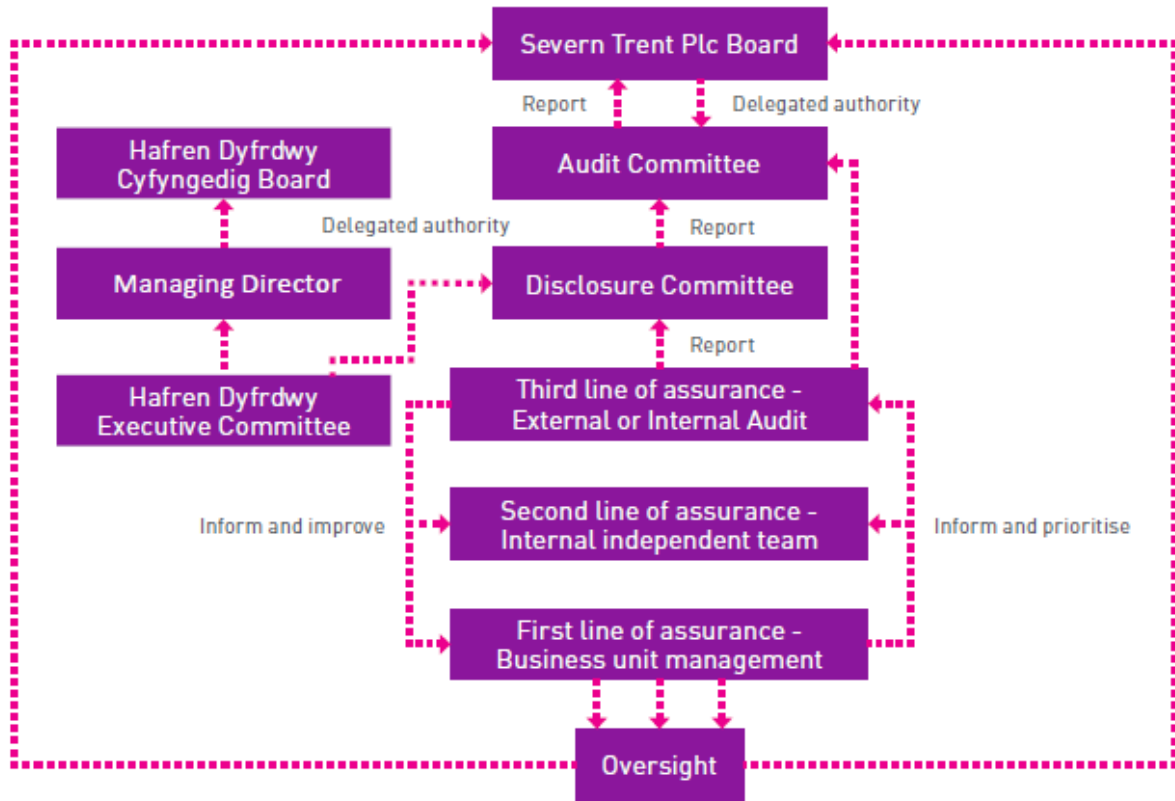 Severn Trent Plc Board
Report
Delegated authority
Hafren Dyfrdwy
Cyfyngedig Board
Audit Committee
Delegated authority
Report
Managing Director
Disclosure Committee
Report
Hafren Dyfrdwy
Executive Committee
Third line of assurance -
External or Internal Audit
Inform and improve
Second line of assurance -
Internal independent team
Inform and prioritise
First line of assurance -
Business unit management
Oversight